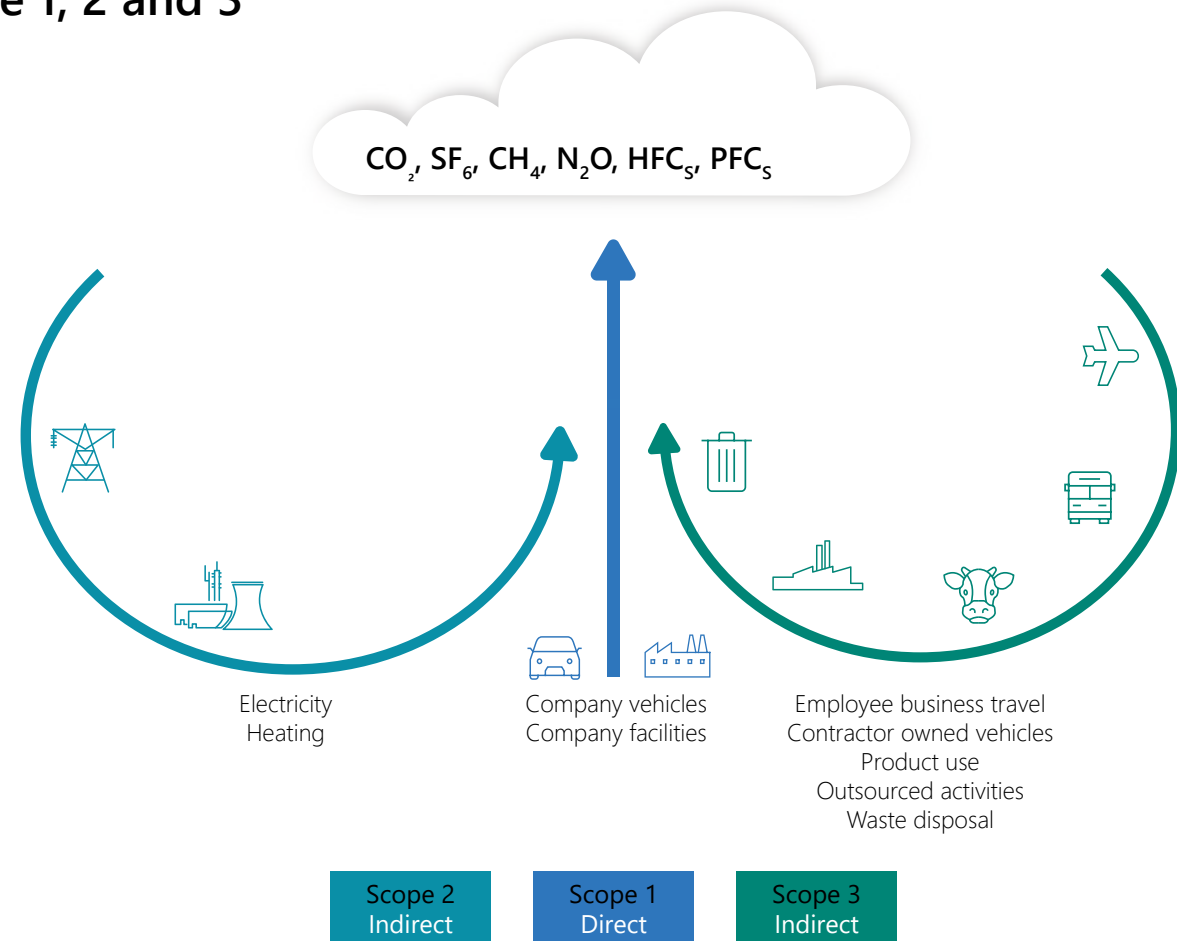 e 1, 2 and 3
CO₂, SF₆, CH₄, N₂O, HFCₛ, PFCₛ
Electricity
Heating
Company vehicles
Company facilities
Employee business travel
Contractor owned vehicles
Product use
Outsourced activities
Waste disposal
Scope 2
Indirect
Scope 1
Direct
Scope 3
Indirect